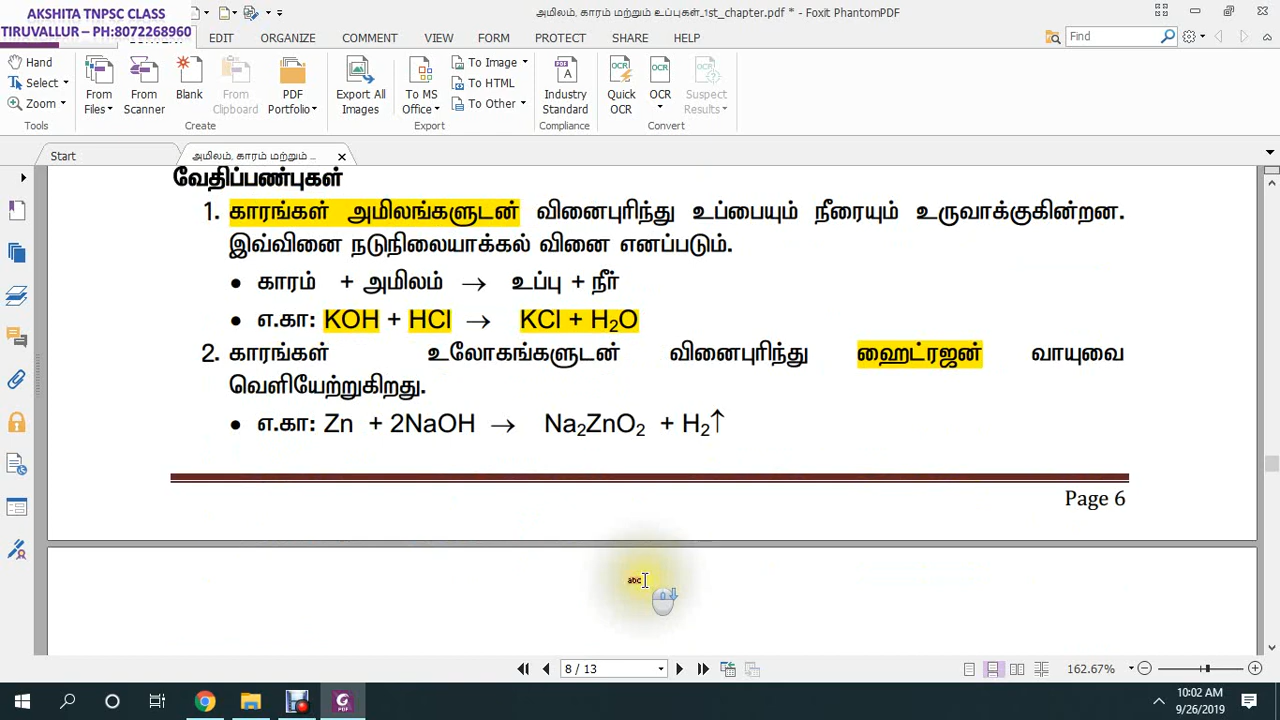 AKSHITA TNPSC CLASS
TIRUVALLUR – PH:8072268960
அமிலம், காரம் மற்றும் உப்புகள்_1st_chapter.pdf * - Foxit PhantomPDF
EDIT ORGANIZE COMMENT VIEW FORM PROTECT SHARE HELP
Find
Hand
Select
Zoom
Tools
From Files
From Scanner
Blank
From Clipboard
PDF Portfolio
Create
Export All Images
To MS Office
To Image
To HTML
To Other
Export
Industry Standard
Compliance
Quick OCR
OCR
Suspect Results
Convert
Start
அமிலம், காரம் மற்றும் ...
வேதிப்பண்புகள்
1. காரங்கள் அமிலங்களுடன் வினைபுரிந்து உப்பையும் நீரையும் உருவாக்குகின்றன.
இவ்வினை நடுநிலையாக்கல் வினை எனப்படும்.
• காரம் + அமிலம் → உப்பு + நீர்
• எ.கா: KOH + HCl → KCl + H₂O
2. காரங்கள் உலோகங்களுடன் வினைபுரிந்து ஹைட்ரஜன் வாயுவை
வெளியேற்றுகிறது.
• எ.கா: Zn + 2NaOH → Na₂ZnO₂ + H₂↑
Page 6
abc
8 / 13
162.67%
10:02 AM
9/26/2019